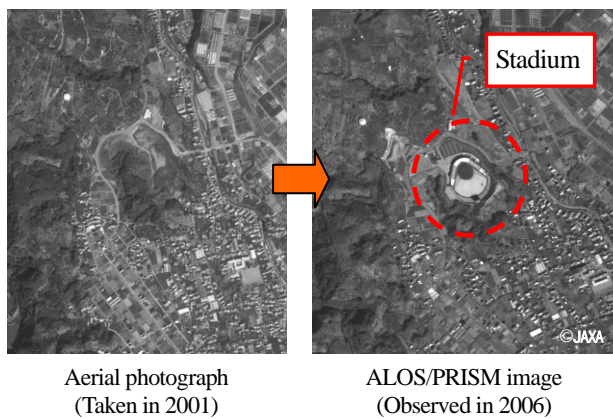 Stadium
©JAXA
Aerial photograph
(Taken in 2001)
ALOS/PRISM image
(Observed in 2006)